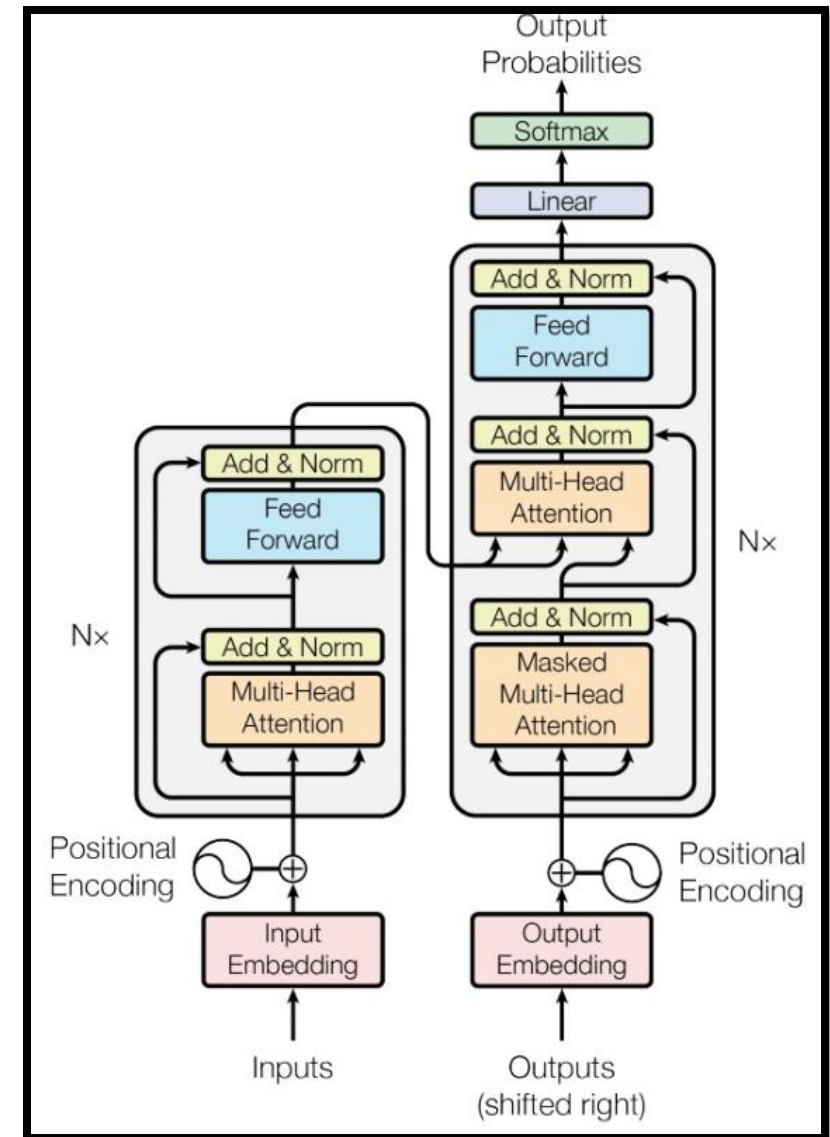 Output
Probabilities
Softmax
Linear
Add & Norm
Feed
Forward
Add & Norm
Multi-Head
Attention
Nx
Add & Norm
Masked
Multi-Head
Attention
Add & Norm
Feed
Forward
Nx
Add & Norm
Multi-Head
Attention
Positional
Encoding
Positional
Encoding
Input
Embedding
Output
Embedding
Inputs
Outputs
(shifted right)